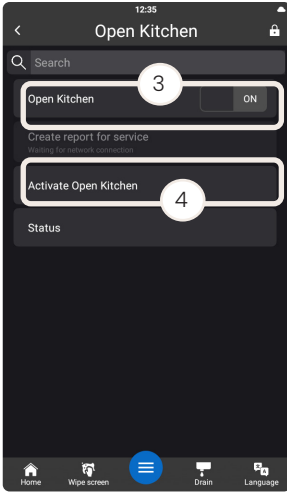 12:35
Open Kitchen
Search
3
Open Kitchen
ON
Create report for service
Waiting for network connection
Activate Open Kitchen
4
Status
Home
Wipe screen
Drain
Language